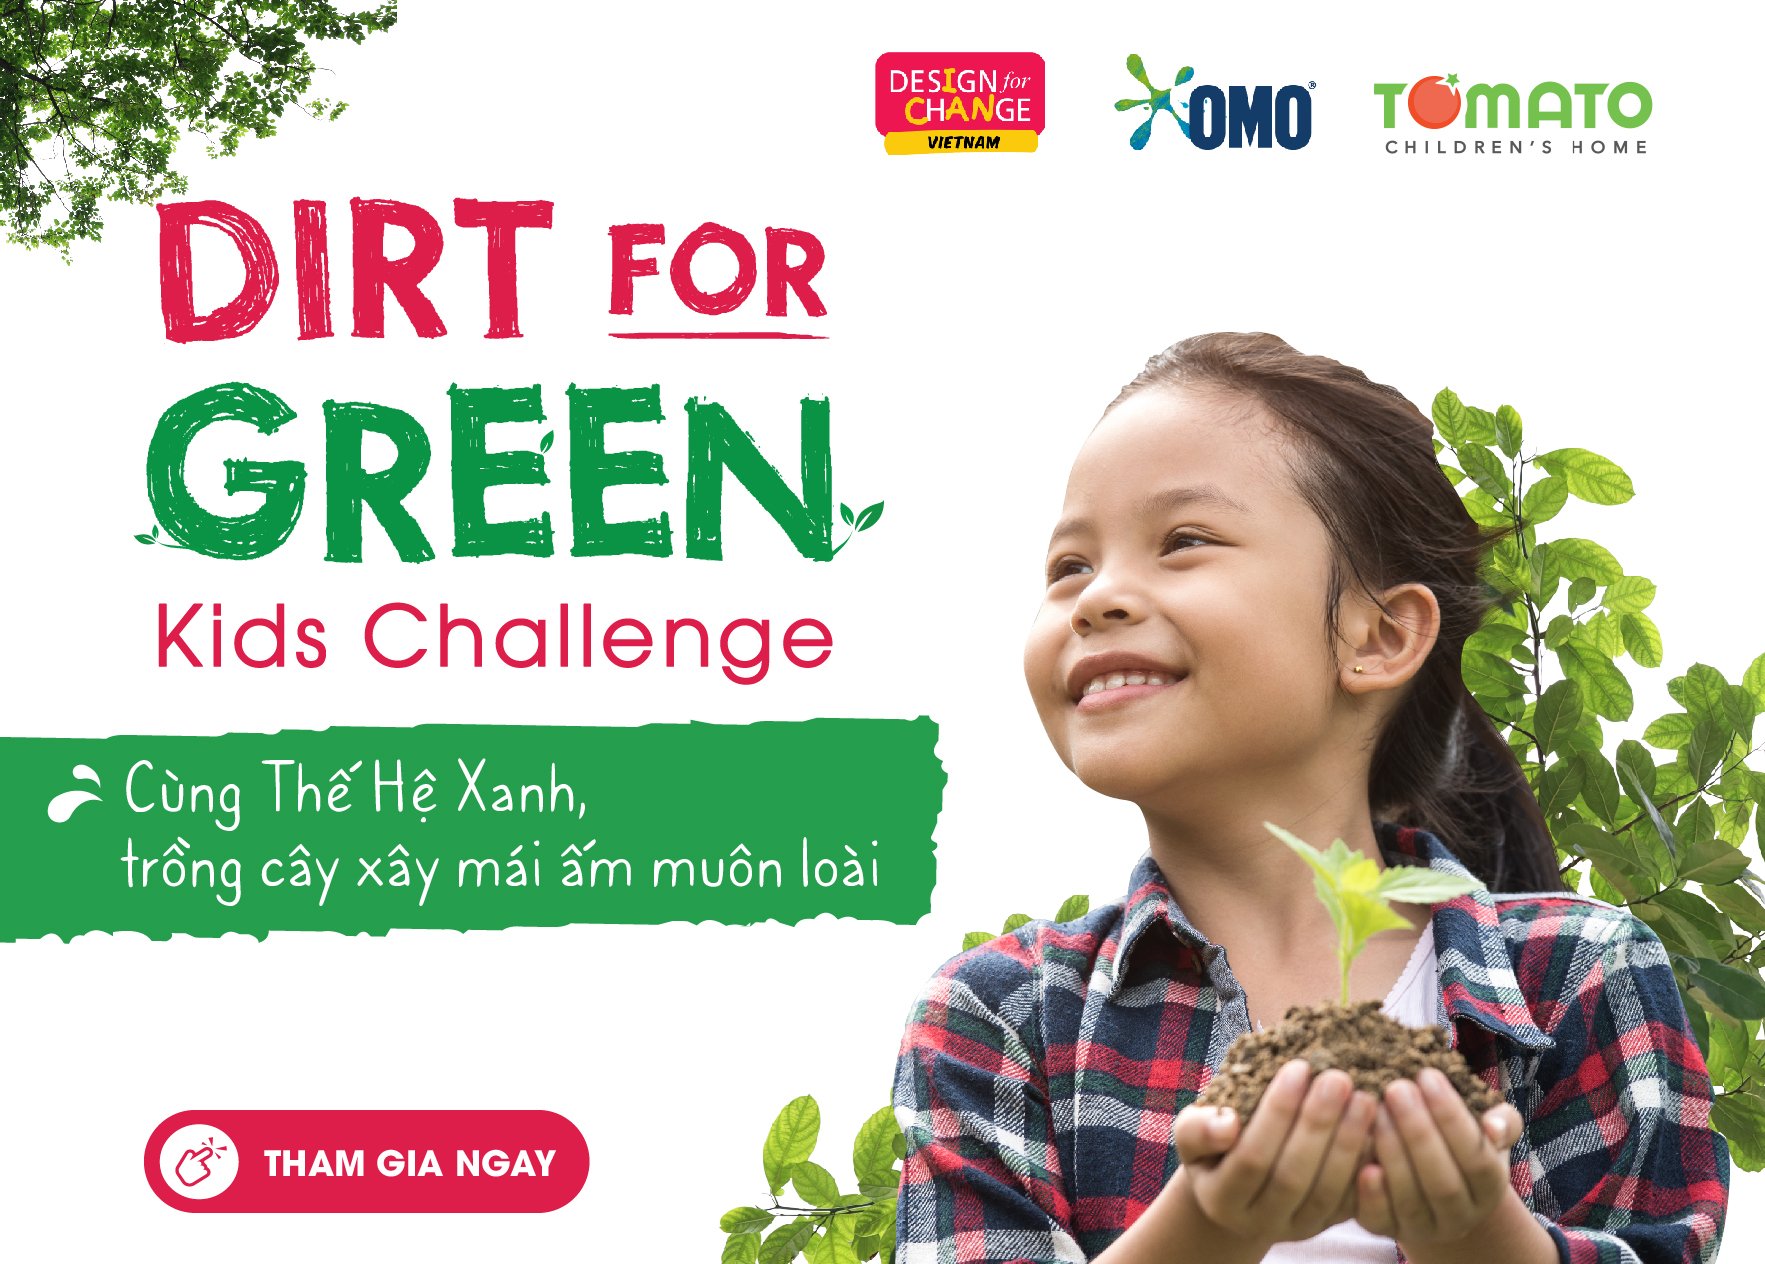 DESIGN for
CHANGE
VIETNAM
OMO®
TOMATO
CHILDREN'S HOME
DIRT FOR
GREEN
Kids Challenge
Cùng Thế Hệ Xanh,
trồng cây xây mái ấm muôn loài
THAM GIA NGAY